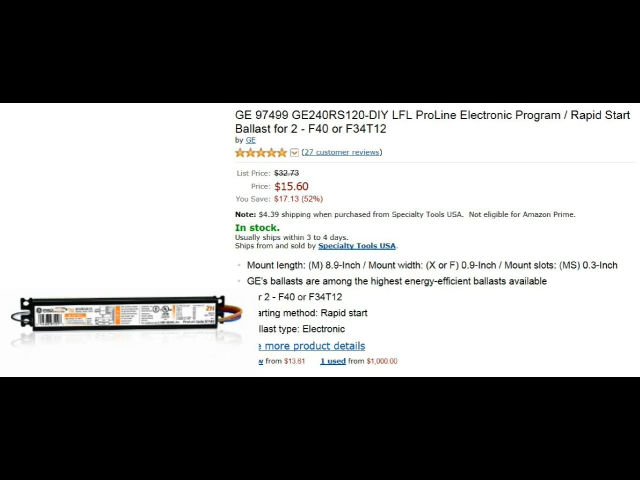 GE 97499 GE240RS120-DIY LFL ProLine Electronic Program / Rapid Start
Ballast for 2 - F40 or F34T12
by GE
(27 customer reviews)
List Price: $32.73
Price: $15.60
You Save: $17.13 (52%)
Note: $4.39 shipping when purchased from Specialty Tools USA. Not eligible for Amazon Prime.
In stock.
Usually ships within 3 to 4 days.
Ships from and sold by Specialty Tools USA.
• Mount length: (M) 8.9-Inch / Mount width: (X or F) 0.9-Inch / Mount slots: (MS) 0.3-Inch
• GE's ballasts are among the highest energy-efficient ballasts available
r 2 - F40 or F34T12
arting method: Rapid start
llast type: Electronic
e more product details
w from $13.61 1 used from $1,000.00